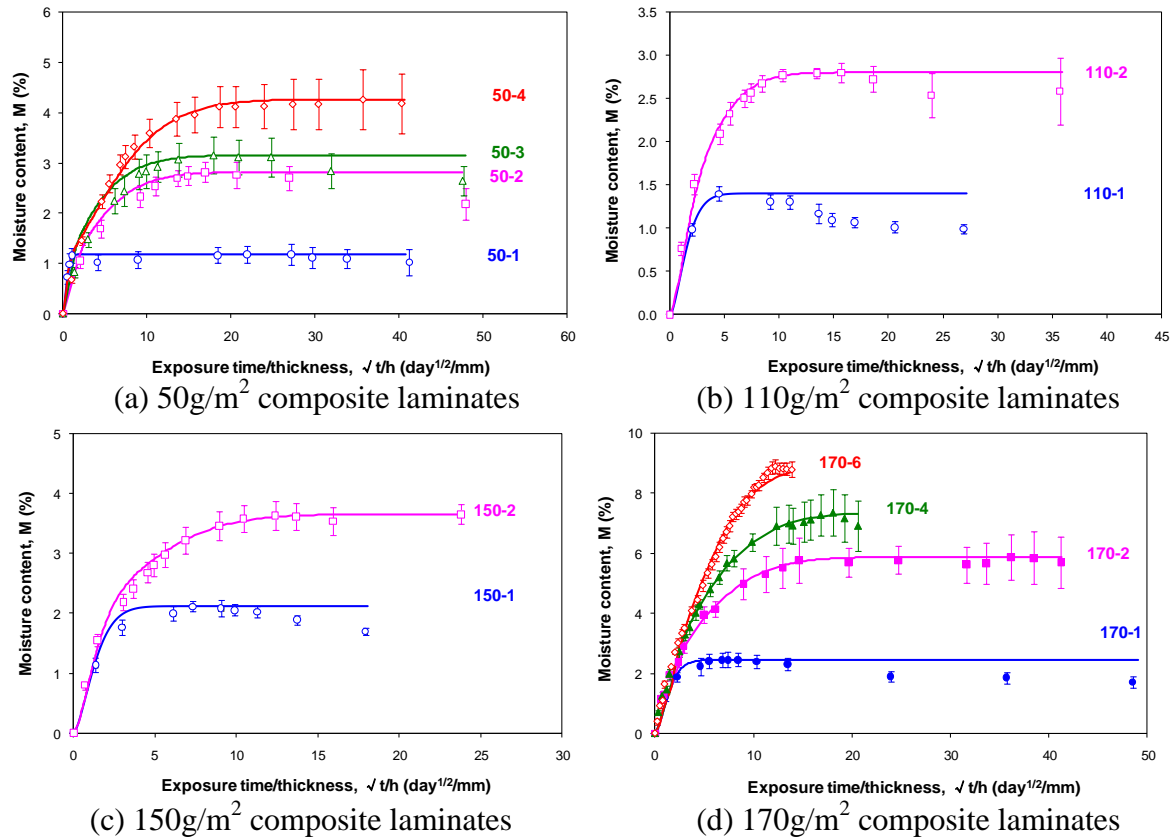 6
5
4
3
2
1
0
0 10 20 30 40 50 60
Moisture content, M (%)
50-4
50-3
50-2
50-1
Exposure time/thickness, √ t/h (day1/2/mm)
(a) 50g/m2 composite laminates
3.5
3.0
2.5
2.0
1.5
1.0
0.5
0.0
0 5 10 15 20 25 30 35 40 45
Moisture content, M (%)
110-2
110-1
Exposure time/thickness, √ t/h (day1/2/mm)
(b) 110g/m2 composite laminates
5
4
3
2
1
0
0 5 10 15 20 25 30
Moisture content, M (%)
150-2
150-1
Exposure time/thickness, √ t/h (day1/2/mm)
(c) 150g/m2 composite laminates
10
8
6
4
2
0
0 10 20 30 40 50
Moisture content, M (%)
170-6
170-4
170-2
170-1
Exposure time/thickness, √ t/h (day1/2/mm)
(d) 170g/m2 composite laminates